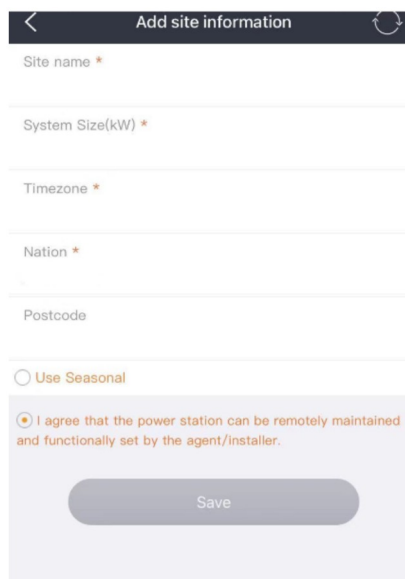 Add site information
Site name *
System Size(kW) *
Timezone *
Nation *
Postcode
Use Seasonal
I agree that the power station can be remotely maintained
and functionally set by the agent/installer.
Save